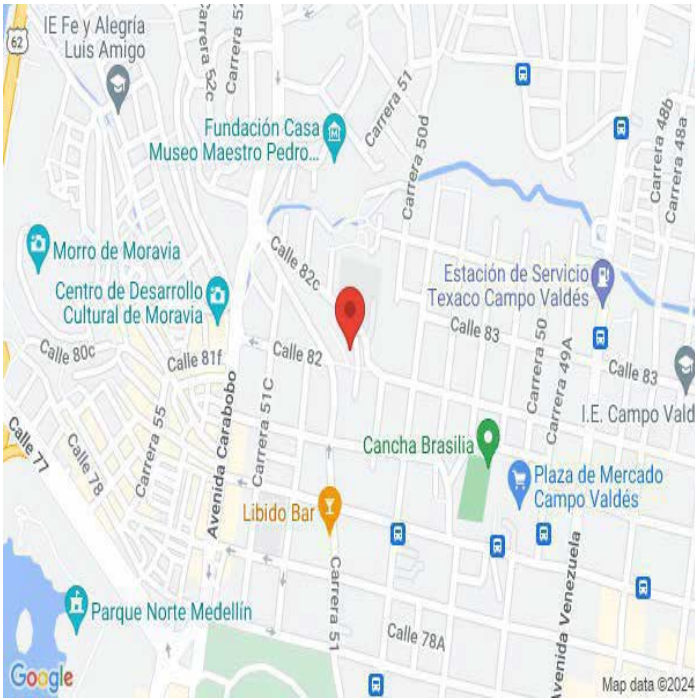 IE Fe y Alegría
Luis Amigo
62
Carrera 52c
Carrera 52
Carrera 51
Carrera 50d
Carrera 48b
Carrera 48a
Fundación Casa
Museo Maestro Pedro...
Morro de Moravia
Calle 82c
Centro de Desarrollo
Cultural de Moravia
Estación de Servicio
Texaco Campo Valdés
Calle 83
Calle 80c
Calle 81f
Calle 82
Carrera 50
Carrera 49A
Calle 83
I.E. Campo Vald
Calle 77
Calle 78
Carrera 55
Avenida Carabobo
Carrera 51C
Cancha Brasilia
Plaza de Mercado
Campo Valdés
Libido Bar
Carrera 51
Avenida Venezuela
Parque Norte Medellín
Calle 78A
Google
Map data ©2024